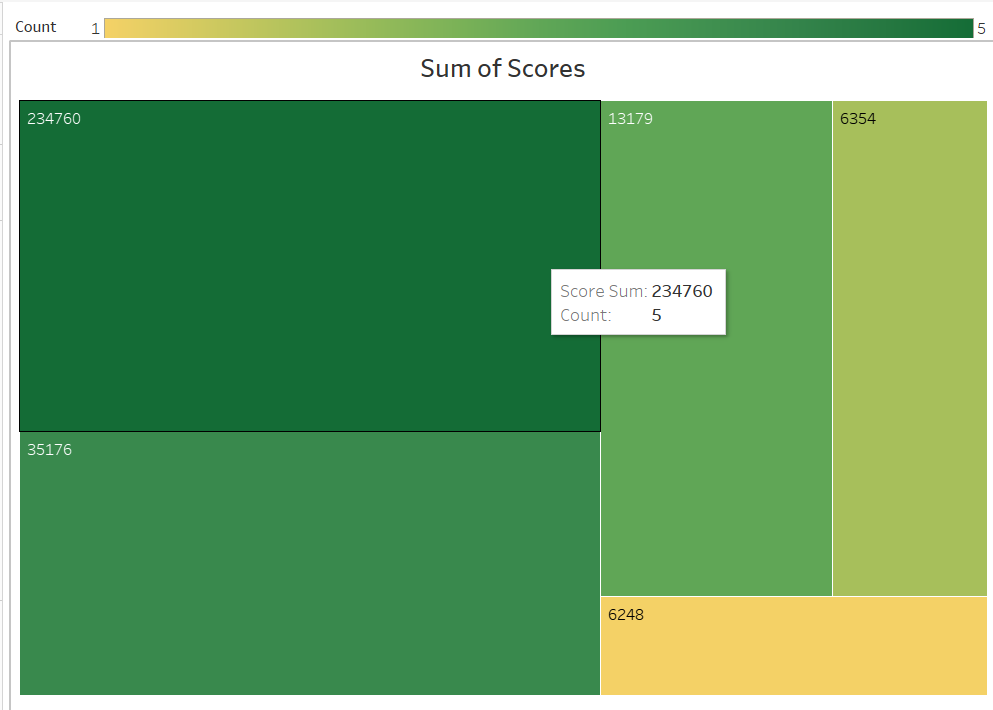 Count 1 5
Sum of Scores
234760
13179
6354
Score Sum: 234760
Count: 5
35176
6248